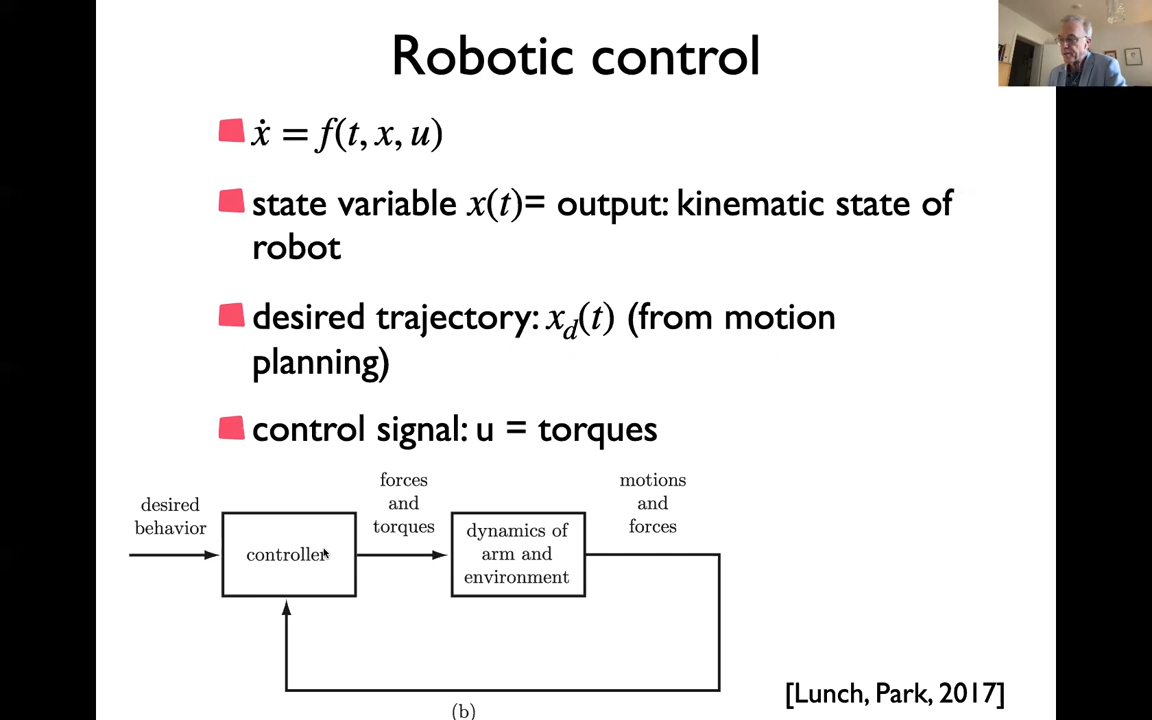 Robotic control
ẋ = f(t, x, u)
state variable x(t)= output: kinematic state of
robot
desired trajectory: x_d(t) (from motion
planning)
control signal: u = torques
desired
behavior
controller
forces
and
torques
dynamics of
arm and
environment
motions
and
forces
(b)
[Lunch, Park, 2017]